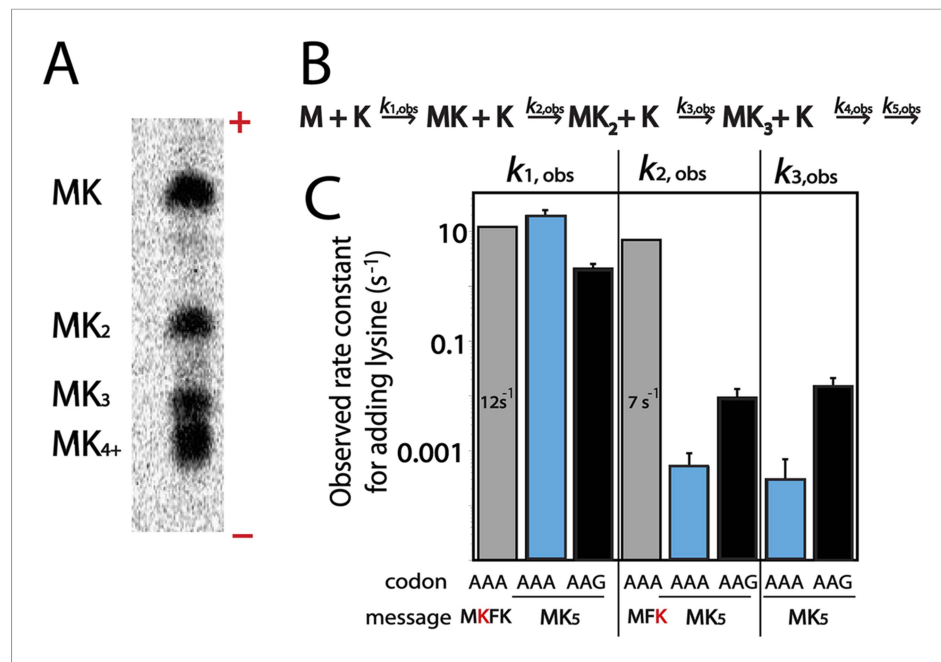 A
+
MK
MK₂
MK₃
MK₄₊
−
B
M + K k₁,obs → MK + K k₂,obs → MK₂ + K k₃,obs → MK₃ + K k₄,obs → k₅,obs →
C
k₁, obs k₂, obs k₃,obs
Observed rate constant
for adding lysine (s⁻¹)
10
0.1
0.001
12s⁻¹
7 s⁻¹
codon AAA AAA AAG AAA AAA AAG AAA AAG
message MKFK MK₅ MFK MK₅ MK₅